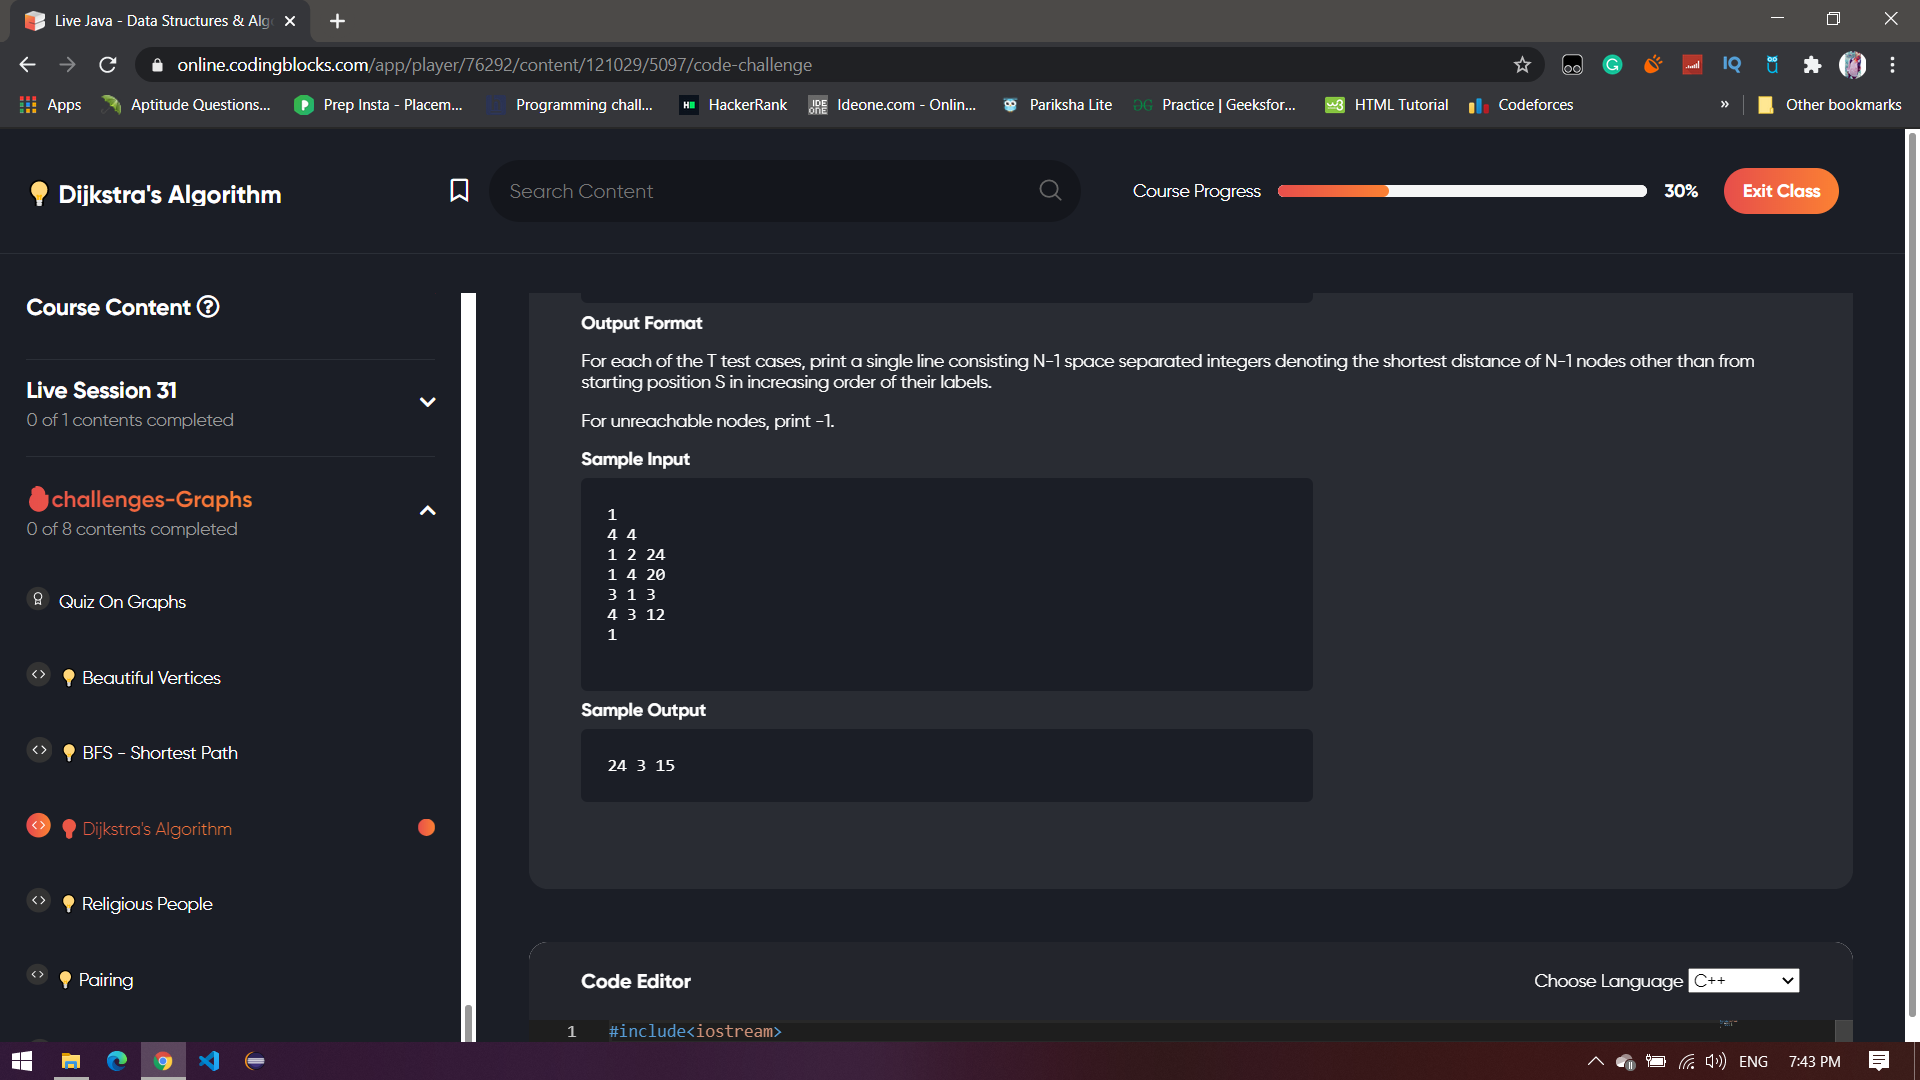 Live Java - Data Structures & Alg
online.codingblocks.com/app/player/76292/content/121029/5097/code-challenge
Apps
Aptitude Questions...
Prep Insta - Placem...
Programming chall...
HackerRank
Ideone.com - Onlin...
Pariksha Lite
Practice | Geeksfor...
HTML Tutorial
Codeforces
»
Other bookmarks
Dijkstra's Algorithm
Search Content
Course Progress
30%
Exit Class
Course Content
Live Session 31
0 of 1 contents completed
challenges-Graphs
0 of 8 contents completed
Quiz On Graphs
Beautiful Vertices
BFS - Shortest Path
Dijkstra's Algorithm
Religious People
Pairing
Output Format
For each of the T test cases, print a single line consisting N-1 space separated integers denoting the shortest distance of N-1 nodes other than from
starting position S in increasing order of their labels.
For unreachable nodes, print -1.
Sample Input
1
4 4
1 2 24
1 4 20
3 1 3
4 3 12
1
Sample Output
24 3 15
Code Editor
Choose Language
C++
1 #include<iostream>
ENG
7:43 PM